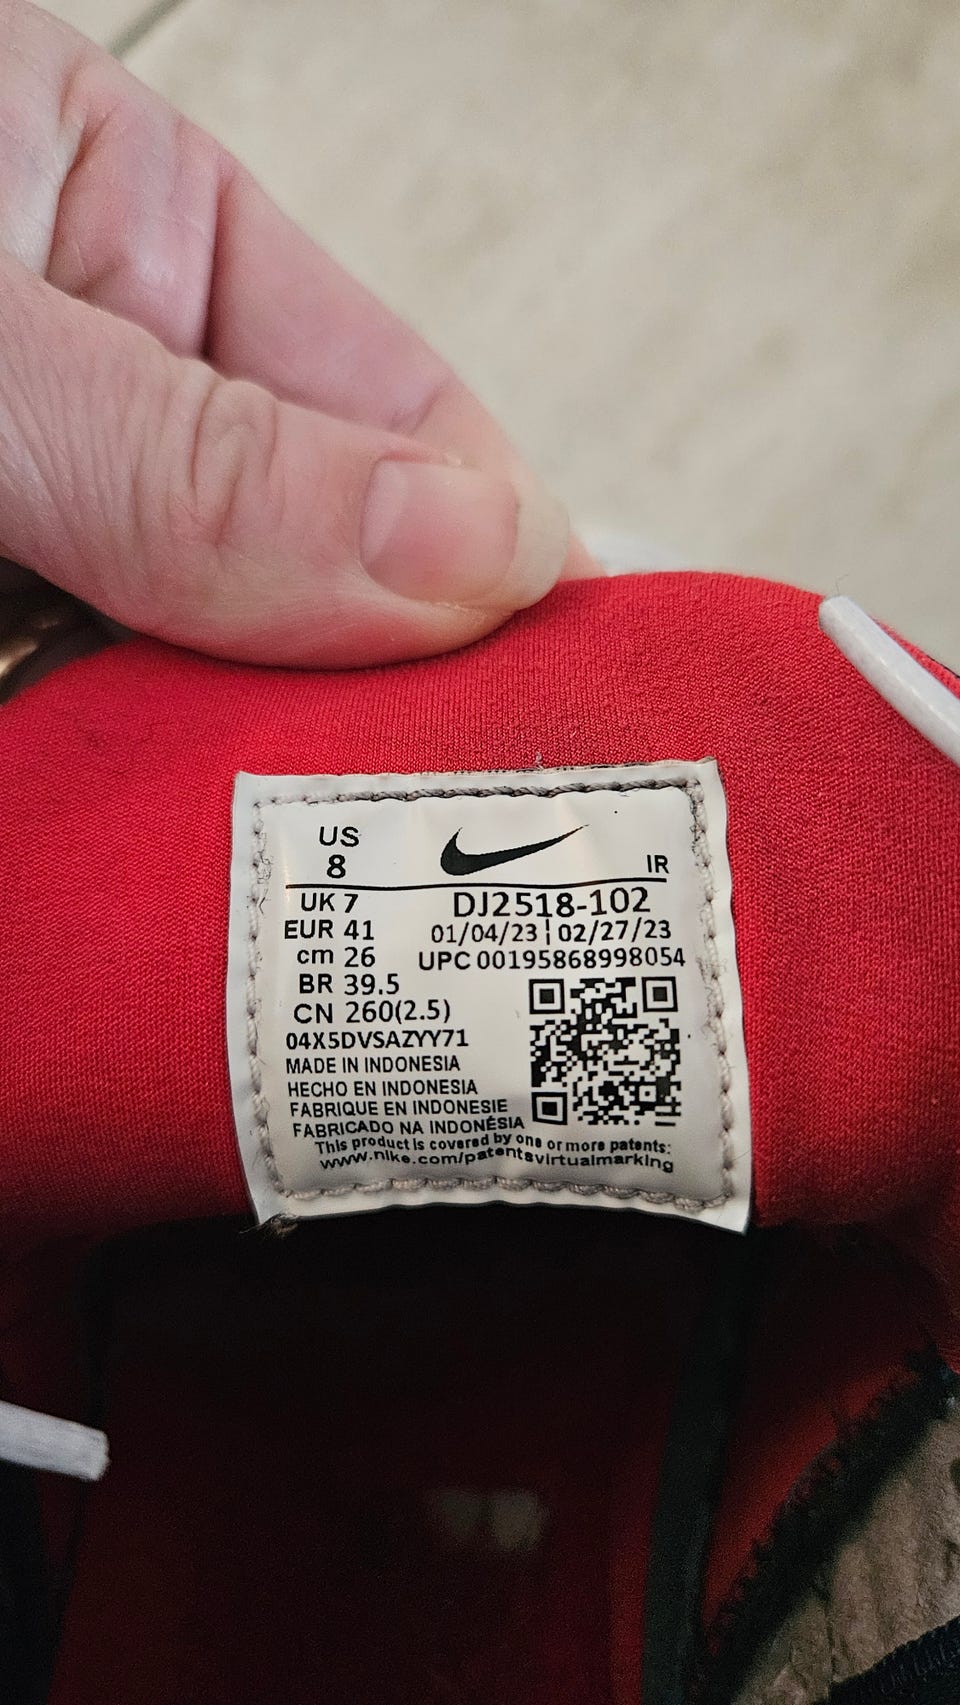 US
8
IR
UK 7
DJ2518-102
EUR 41
01/04/23 | 02/27/23
cm 26
UPC 00195868998054
BR 39.5
CN 260(2.5)
04X5DVSAZYY71
MADE IN INDONESIA
HECHO EN INDONESIA
FABRIQUE EN INDONESIE
FABRICADO NA INDONÉSIA
This product is covered by one or more patents:
www.nike.com/patentsvirtualmarking